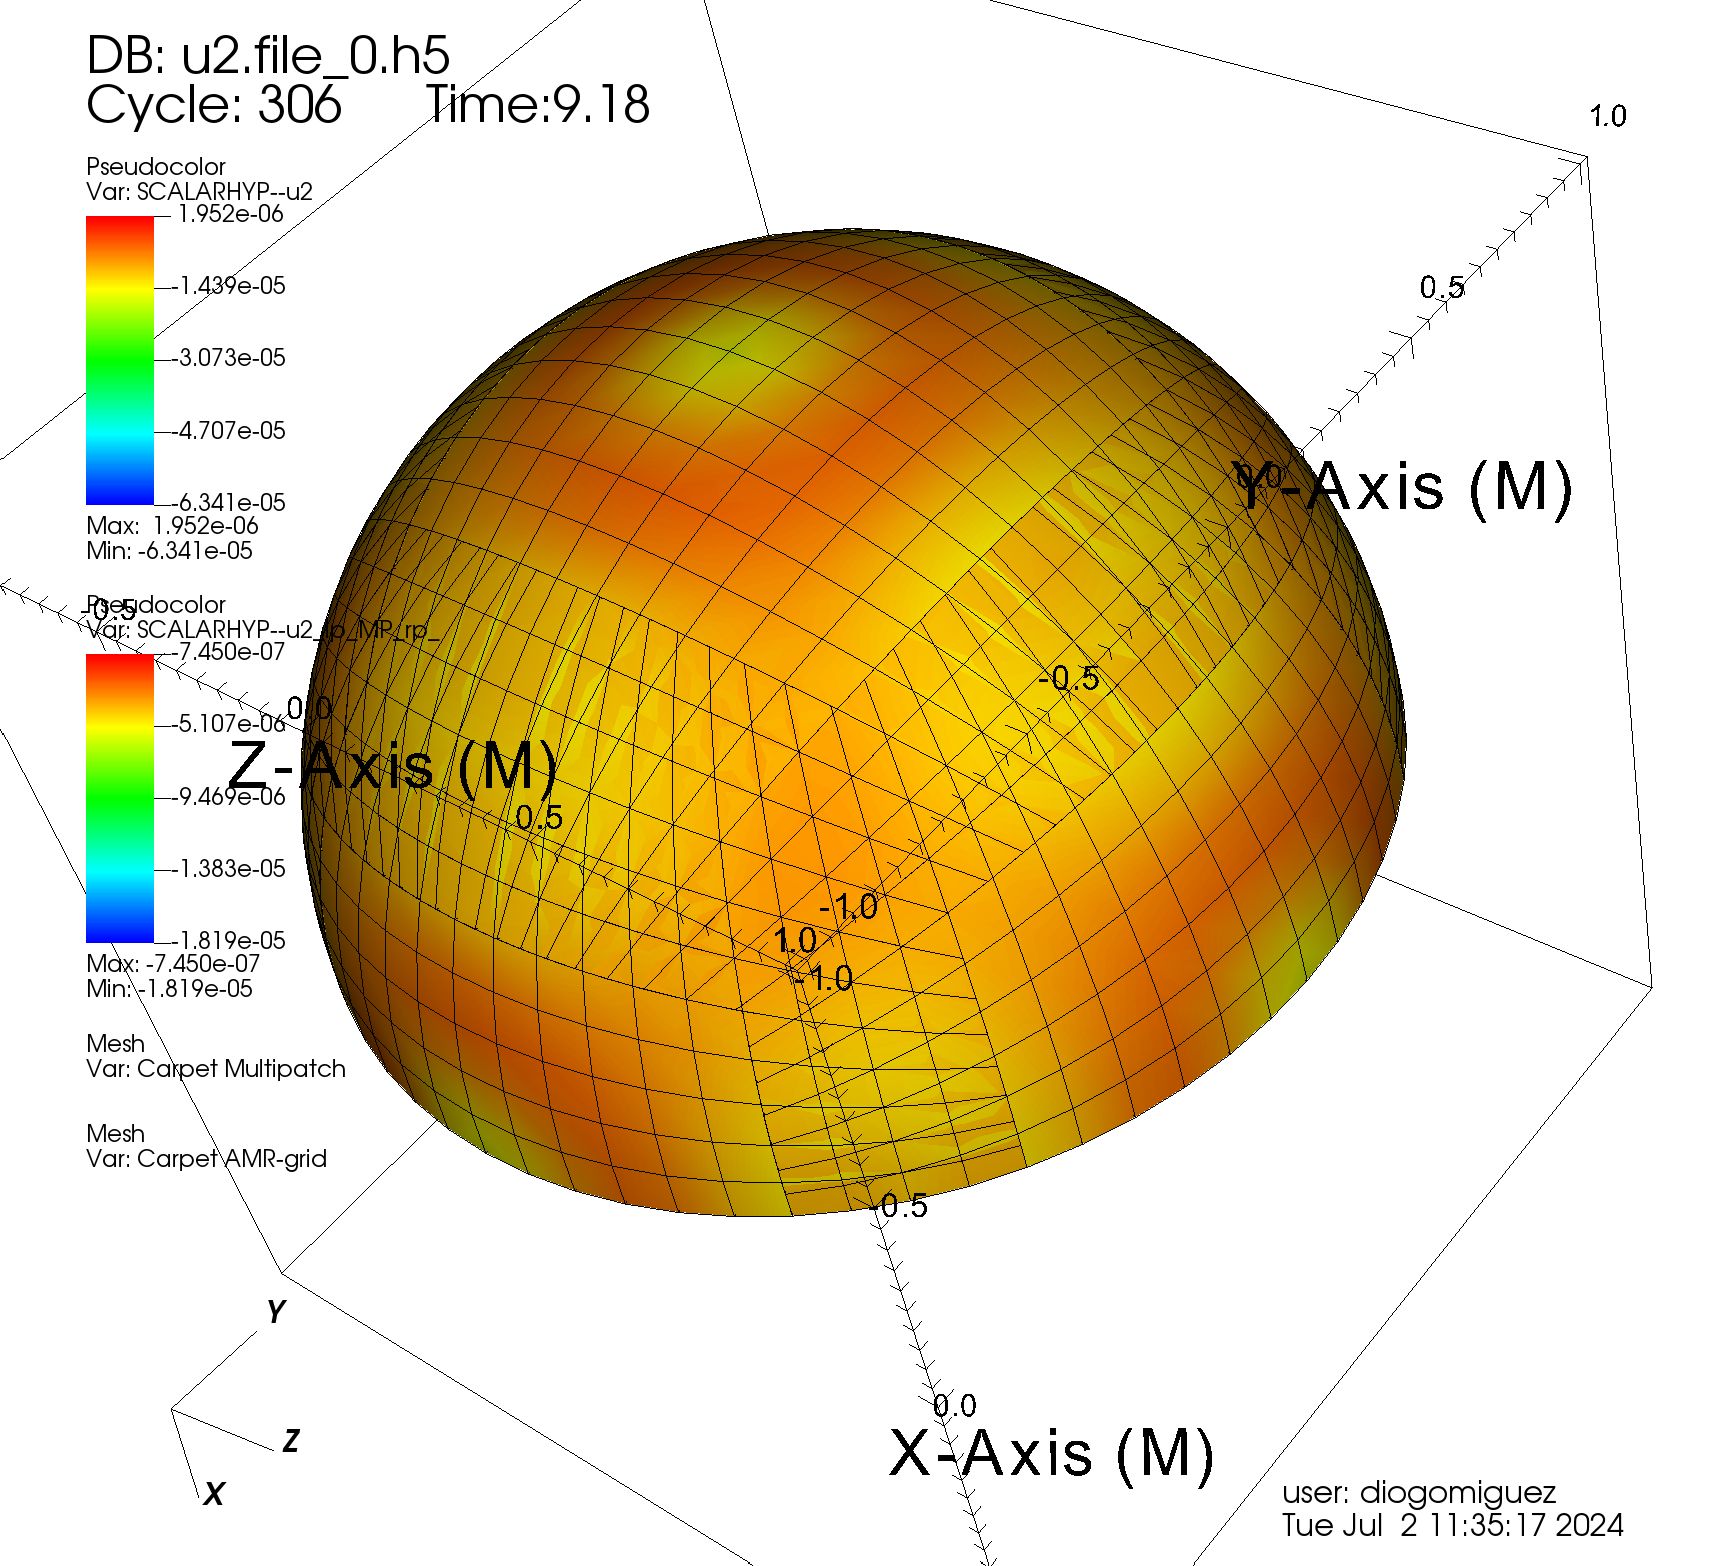 DB: u2.file_0.h5
Cycle: 306 Time:9.18
Pseudocolor
Var: SCALARHYP--u2
1.952e-06
-1.439e-05
-3.073e-05
-4.707e-05
-6.341e-05
Max: 1.952e-06
Min: -6.341e-05
Pseudocolor
Var: SCALARHYP--u2_lp_MP_rp_
-7.450e-07
-5.107e-06
-9.469e-06
-1.383e-05
-1.819e-05
Max: -7.450e-07
Min: -1.819e-05
Mesh
Var: Carpet Multipatch
Mesh
Var: Carpet AMR-grid
1.0
0.5
0.0
Y-Axis (M)
-0.5
-1.0
-0.5
0.0
Z-Axis (M)
0.5
1.0
-1.0
-0.5
0.0
X-Axis (M)
Y
Z
X
user: diogomiguez
Tue Jul 2 11:35:17 2024